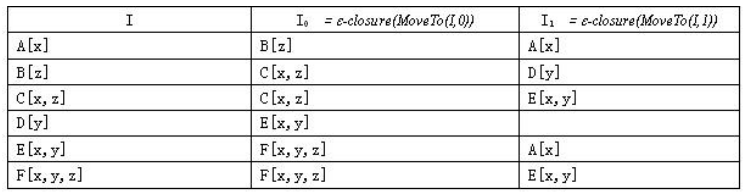 I I₀ = ε-closure(MoveTo(I,0)) I₁ = ε-closure(MoveTo(I,1))
A[x] B[z] A[x]
B[z] C[x, z] D[y]
C[x, z] C[x, z] E[x, y]
D[y] E[x, y]
E[x, y] F[x, y, z] A[x]
F[x, y, z] F[x, y, z] E[x, y]